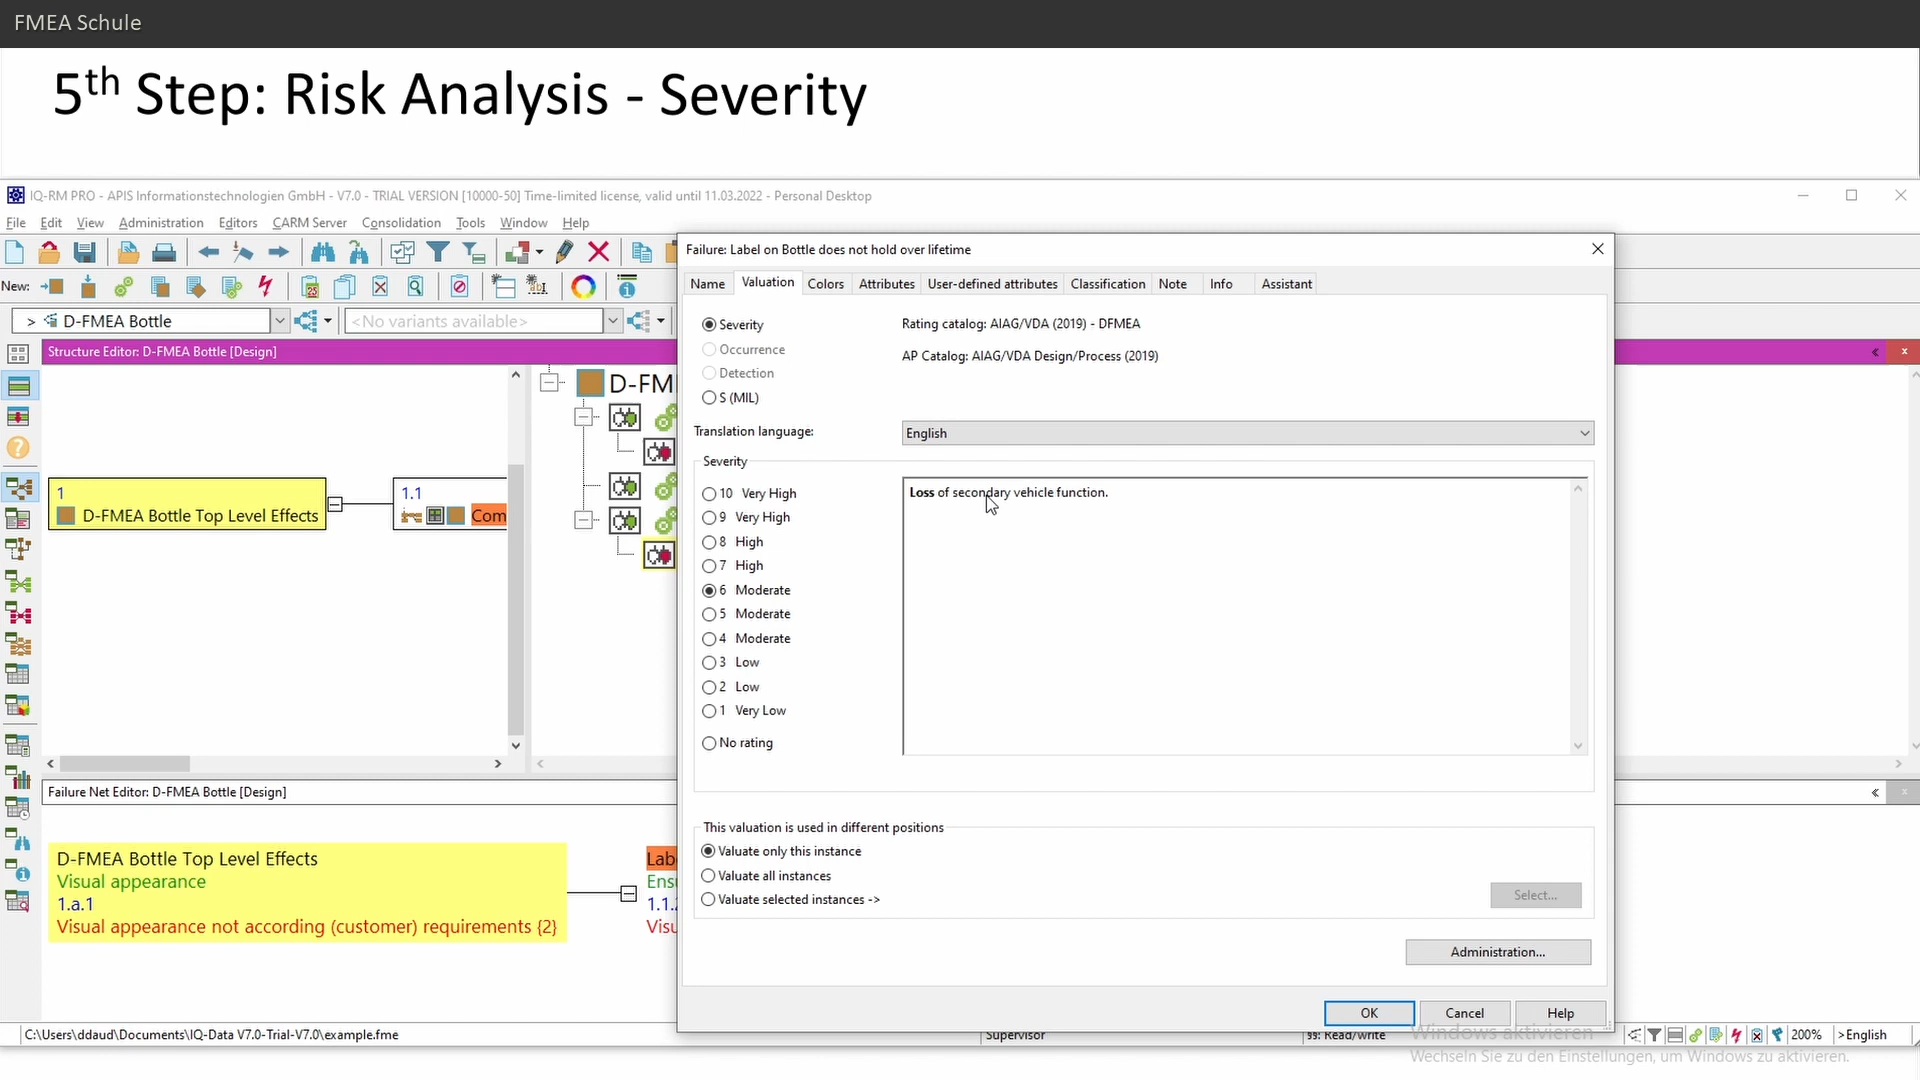 FMEA Schule
5th Step: Risk Analysis - Severity
IQ-RM PRO - APIS Informationstechnologien GmbH - V7.0 - TRIAL VERSION [10000-50] Time-limited license, valid until 11.03.2022 - Personal Desktop
File Edit View Administration Editors CARM Server Consolidation Tools Window Help
Failure: Label on Bottle does not hold over lifetime
New:
Name Valuation Colors Attributes User-defined attributes Classification Note Info Assistant
> D-FMEA Bottle
<No variants available>
Severity
Rating catalog: AIAG/VDA (2019) - DFMEA
Occurrence
AP Catalog: AIAG/VDA Design/Process (2019)
Detection
S (MIL)
Structure Editor: D-FMEA Bottle [Design]
D-FM
Translation language:
English
Severity
1
D-FMEA Bottle Top Level Effects
1.1
Com
10 Very High
Loss of secondary vehicle function.
9 Very High
8 High
7 High
6 Moderate
5 Moderate
4 Moderate
3 Low
2 Low
1 Very Low
No rating
Failure Net Editor: D-FMEA Bottle [Design]
This valuation is used in different positions
Valuate only this instance
Valuate all instances
Valuate selected instances ->
Select...
D-FMEA Bottle Top Level Effects
Visual appearance
1.a.1
Visual appearance not according (customer) requirements {2}
Lab
Ens
1.1.
Visu
Administration...
OK Cancel Help
C:\Users\ddaud\Documents\IQ-Data V7.0-Trial-V7.0\example.fme
Supervisor
Read/write
200%
>English
Windows aktivieren
Wechseln Sie zu den Einstellungen, um Windows zu aktivieren.